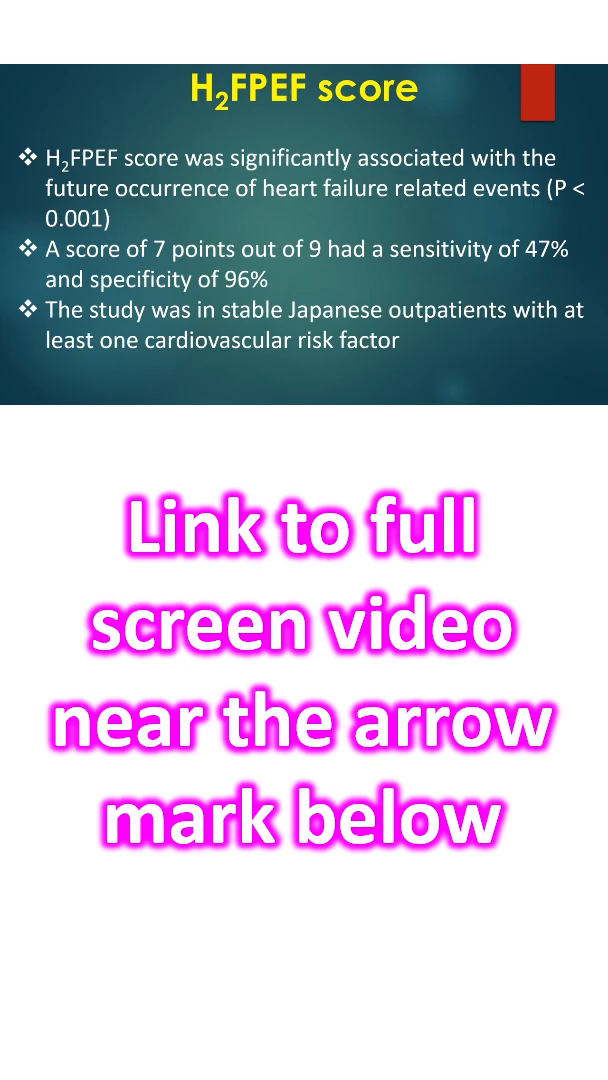 H₂FPEF score
❖ H₂FPEF score was significantly associated with the
future occurrence of heart failure related events (P <
0.001)
❖ A score of 7 points out of 9 had a sensitivity of 47%
and specificity of 96%
❖ The study was in stable Japanese outpatients with at
least one cardiovascular risk factor
Link to full
screen video
near the arrow
mark below